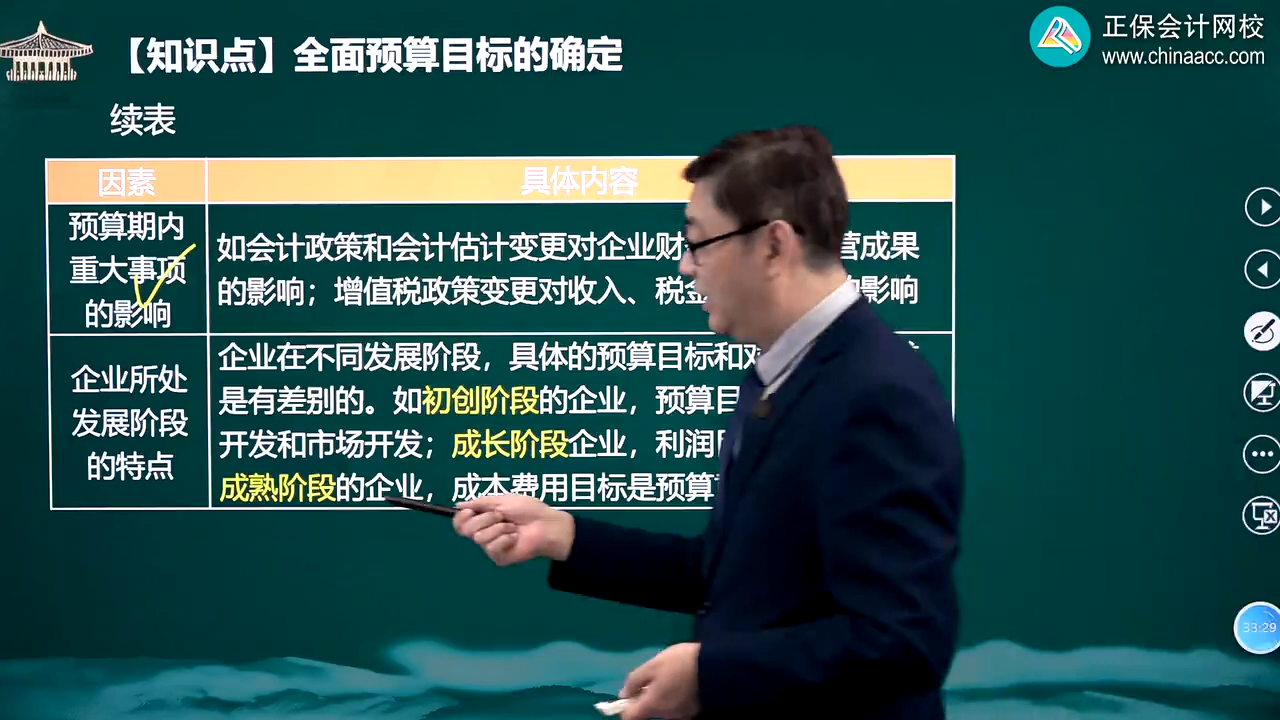 【知识点】全面预算目标的确定
正保会计网校
www.chinaacc.com
续表
因素
具体内容
预算期内
重大事项
的影响
如会计政策和会计估计变更对企业财
营成果
的影响；增值税政策变更对收入、税金
影响
企业所处
发展阶段
的特点
企业在不同发展阶段，具体的预算目标和
是有差别的。如初创阶段的企业，预算目
开发和市场开发；成长阶段企业，利润
成熟阶段的企业，成本费用目标是预算
33:29